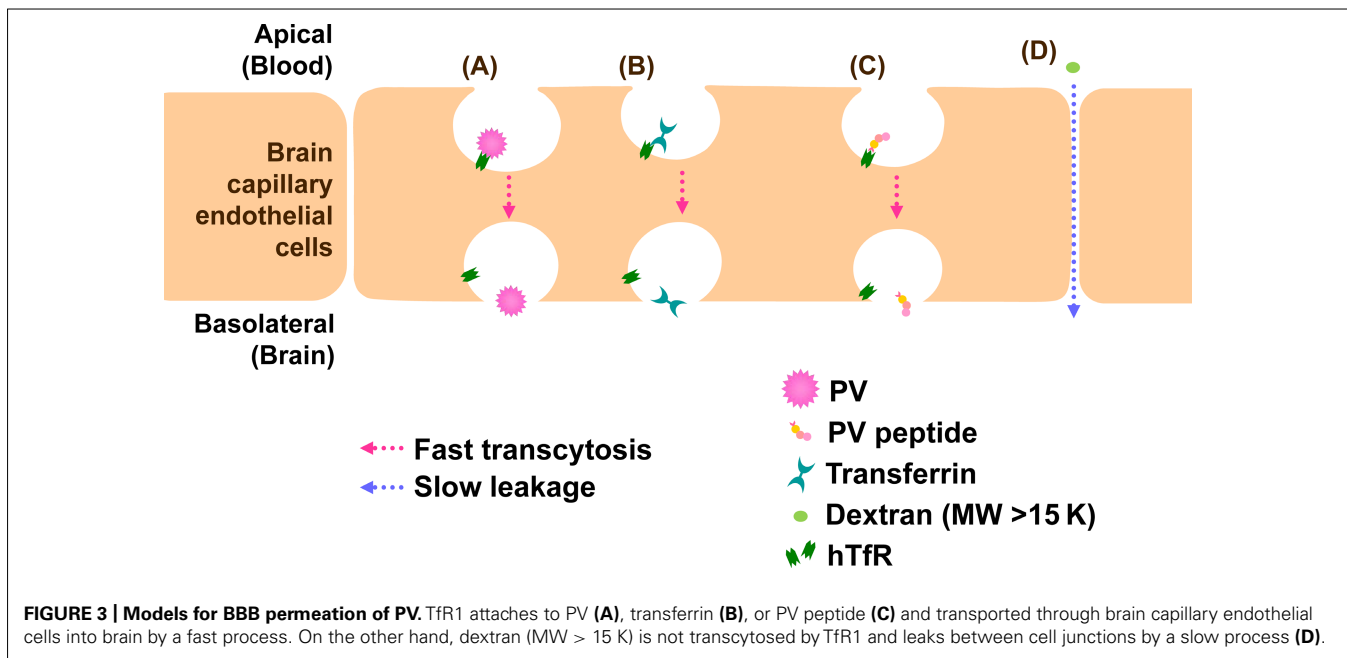 Apical
(Blood)
(A)
(B)
(C)
(D)
Brain
capillary
endothelial
cells
Basolateral
(Brain)
Fast transcytosis
Slow leakage
PV
PV peptide
Transferrin
Dextran (MW >15 K)
hTfR
FIGURE 3 | Models for BBB permeation of PV. TfR1 attaches to PV (A), transferrin (B), or PV peptide (C) and transported through brain capillary endothelial
cells into brain by a fast process. On the other hand, dextran (MW > 15 K) is not transcytosed by TfR1 and leaks between cell junctions by a slow process (D).